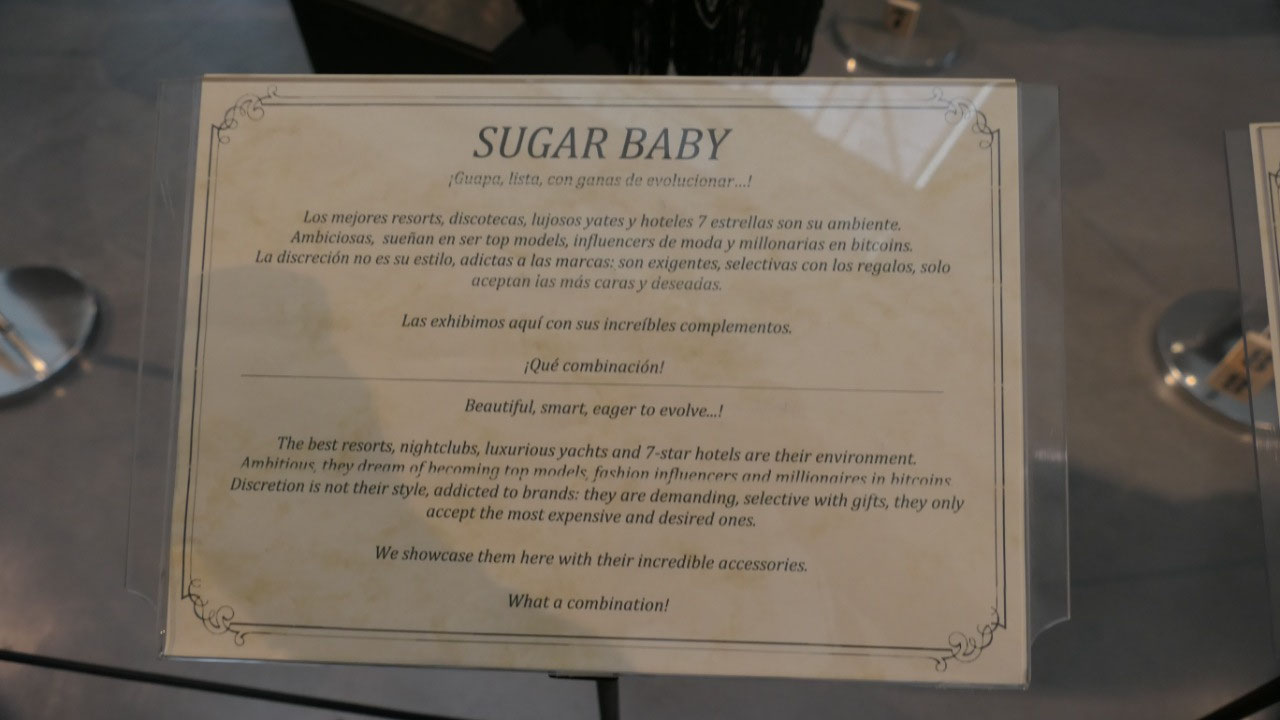 SUGAR BABY
¡Guapa, lista, con ganas de evolucionar...!
Los mejores resorts, discotecas, lujosos yates y hoteles 7 estrellas son su ambiente.
Ambiciosas, sueñan en ser top models, influencers de moda y millonarias en bitcoins.
La discreción no es su estilo, adictas a las marcas: son exigentes, selectivas con los regalos, solo
aceptan las más caras y deseadas.
Las exhibimos aquí con sus increíbles complementos.
¡Qué combinación!
Beautiful, smart, eager to evolve...!
The best resorts, nightclubs, luxurious yachts and 7-star hotels are their environment.
Ambitious, they dream of becoming top models, fashion influencers and millionaires in bitcoins.
Discretion is not their style, addicted to brands: they are demanding, selective with gifts, they only
accept the most expensive and desired ones.
We showcase them here with their incredible accessories.
What a combination!